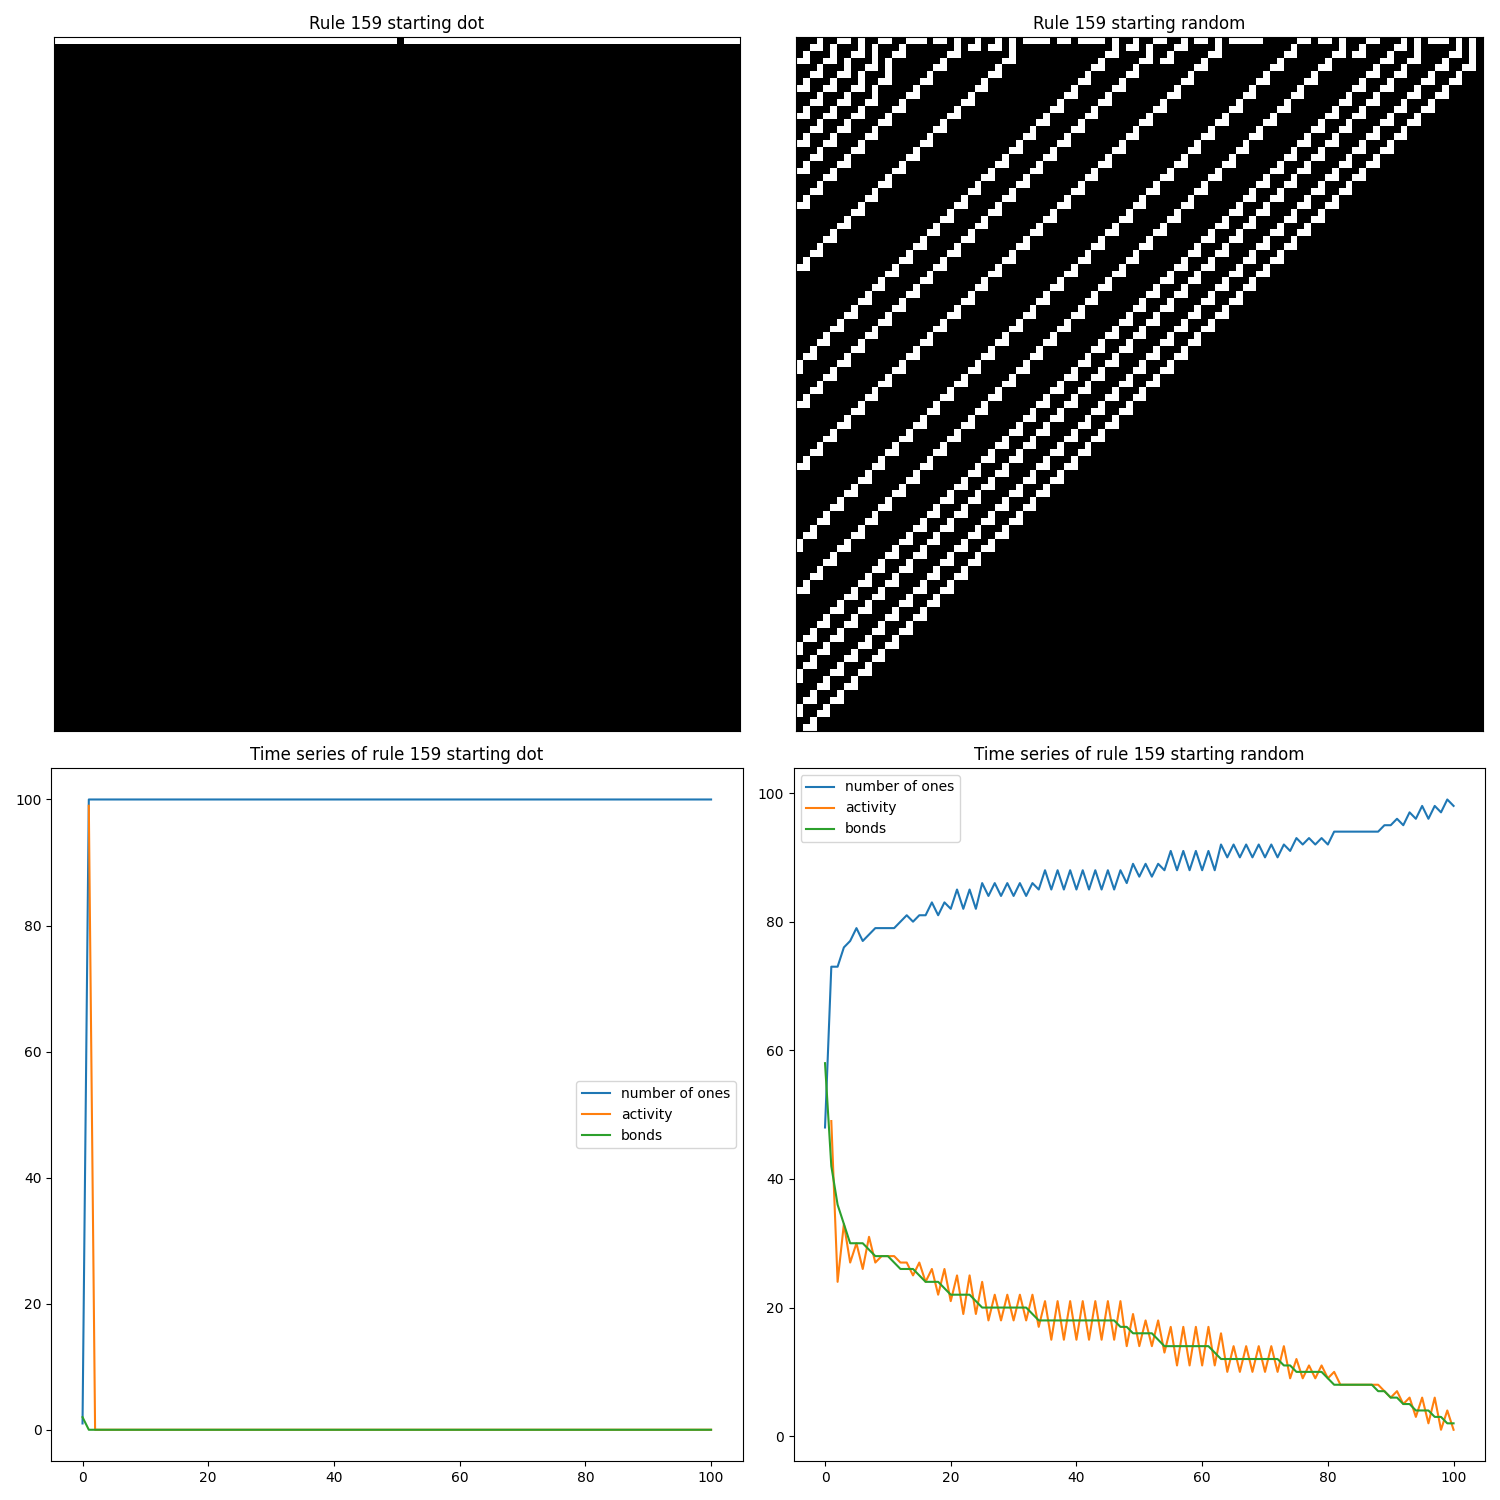 Rule 159 starting dot
Rule 159 starting random
Time series of rule 159 starting dot
100
80
60
40
20
0
number of ones
activity
bonds
0 20 40 60 80 100
Time series of rule 159 starting random
100
80
60
40
20
0
number of ones
activity
bonds
0 20 40 60 80 100